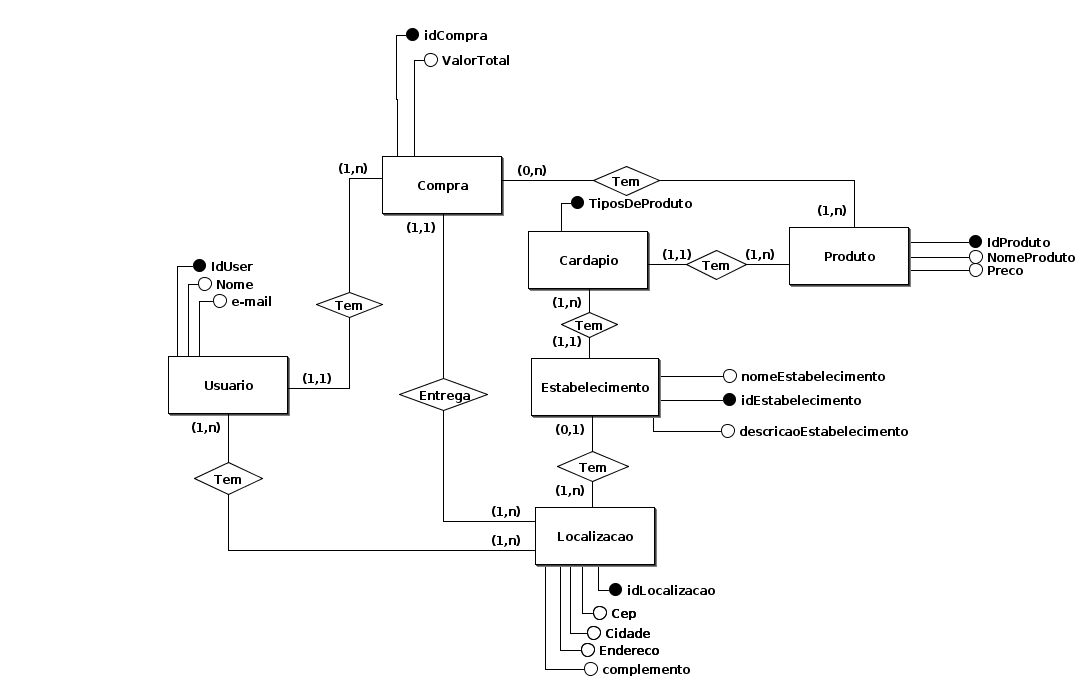 idCompra
ValorTotal
(1,n)
Compra
(0,n)
Tem
(1,n)
(1,1)
TiposDeProduto
Cardapio
(1,1)
Tem
(1,n)
Produto
IdProduto
NomeProduto
Preco
IdUser
Nome
e-mail
Tem
(1,n)
Tem
(1,1)
Usuario
(1,1)
Entrega
Estabelecimento
nomeEstabelecimento
idEstabelecimento
descricaoEstabelecimento
(1,n)
(0,1)
Tem
Tem
(1,n)
(1,n)
(1,n)
Localizacao
idLocalizacao
Cep
Cidade
Endereco
complemento